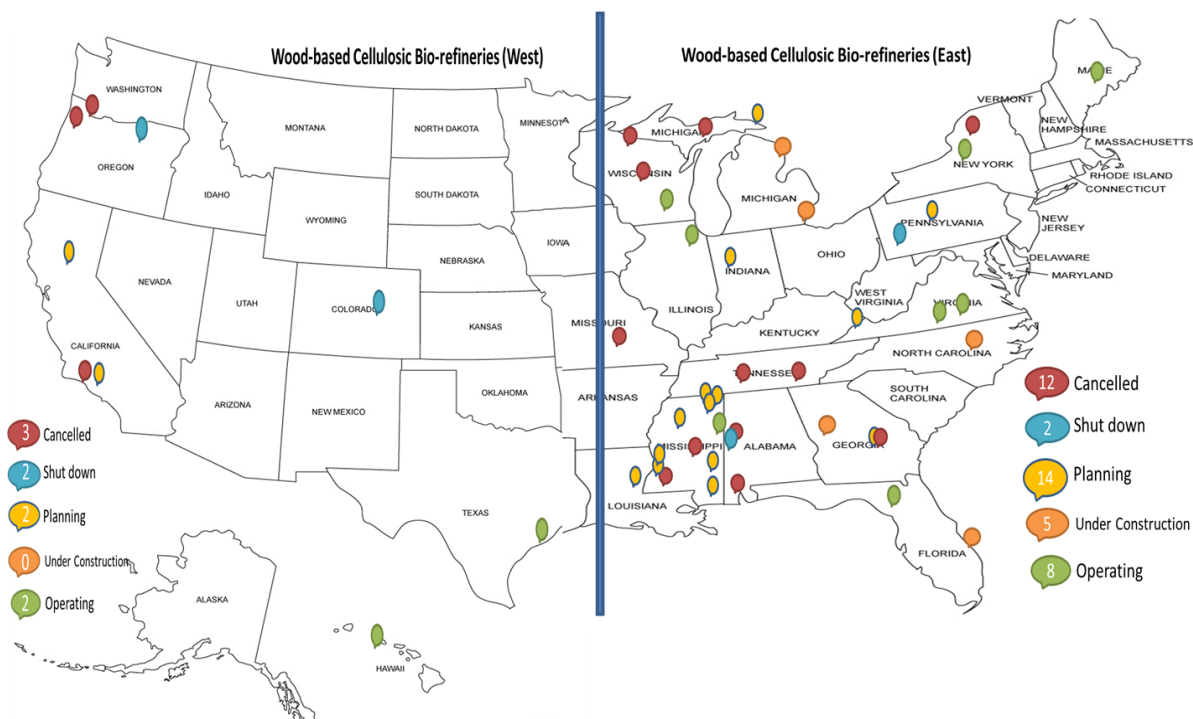 Wood-based Cellulosic Bio-refineries (West)
Wood-based Cellulosic Bio-refineries (East)
WASHINGTON
MONTANA
NORTH DAKOTA
MINNESOTA
OREGON
IDAHO
SOUTH DAKOTA
WYOMING
IOWA
NEBRASKA
NEVADA
UTAH
COLORADO
KANSAS
MISSOURI
CALIFORNIA
ARIZONA
NEW MEXICO
OKLAHOMA
ARKANSAS
TEXAS
ALASKA
HAWAII
3 Cancelled
2 Shut down
2 Planning
0 Under Construction
2 Operating
MAINE
VERMONT
NEW
HAMPSHIRE
MASSACHUSETTS
MICHIGAN
WISCONSIN
NEW YORK
RHODE ISLAND
CONNECTICUT
MICHIGAN
PENNSYLVANIA
NEW
JERSEY
OHIO
DELAWARE
INDIANA
MARYLAND
WEST
VIRGINIA
VIRGINIA
ILLINOIS
KENTUCKY
NORTH CAROLINA
TENNESSEE
SOUTH
CAROLINA
MISSISSIPPI
ALABAMA
GEORGIA
LOUISIANA
FLORIDA
12 Cancelled
2 Shut down
14 Planning
5 Under Construction
8 Operating